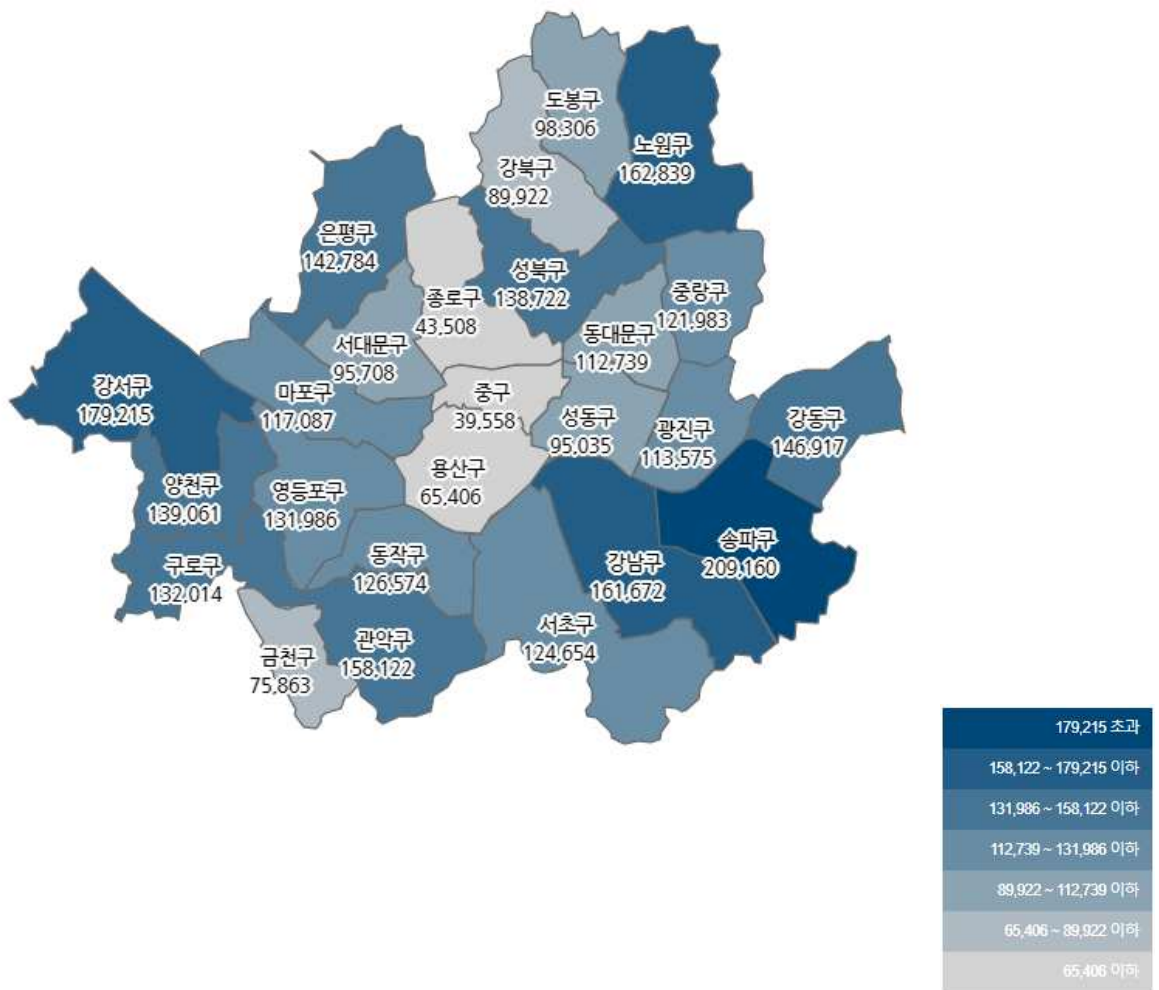 도봉구
98,306
노원구
162,839
강북구
89,922
은평구
142,784
성북구
138,722
종로구
43,508
중랑구
121,983
동대문구
112,739
서대문구
95,708
강서구
179,215
마포구
117,087
중구
39,558
성동구
95,035
광진구
113,575
강동구
146,917
용산구
65,406
양천구
139,061
영등포구
131,986
송파구
209,160
동작구
126,574
강남구
161,672
구로구
132,014
서초구
124,654
관악구
158,122
금천구
75,863
179,215 초과
158,122 ~ 179,215 이하
131,986 ~ 158,122 이하
112,739 ~ 131,986 이하
89,922 ~ 112,739 이하
65,406 ~ 89,922 이하
65,406 이하